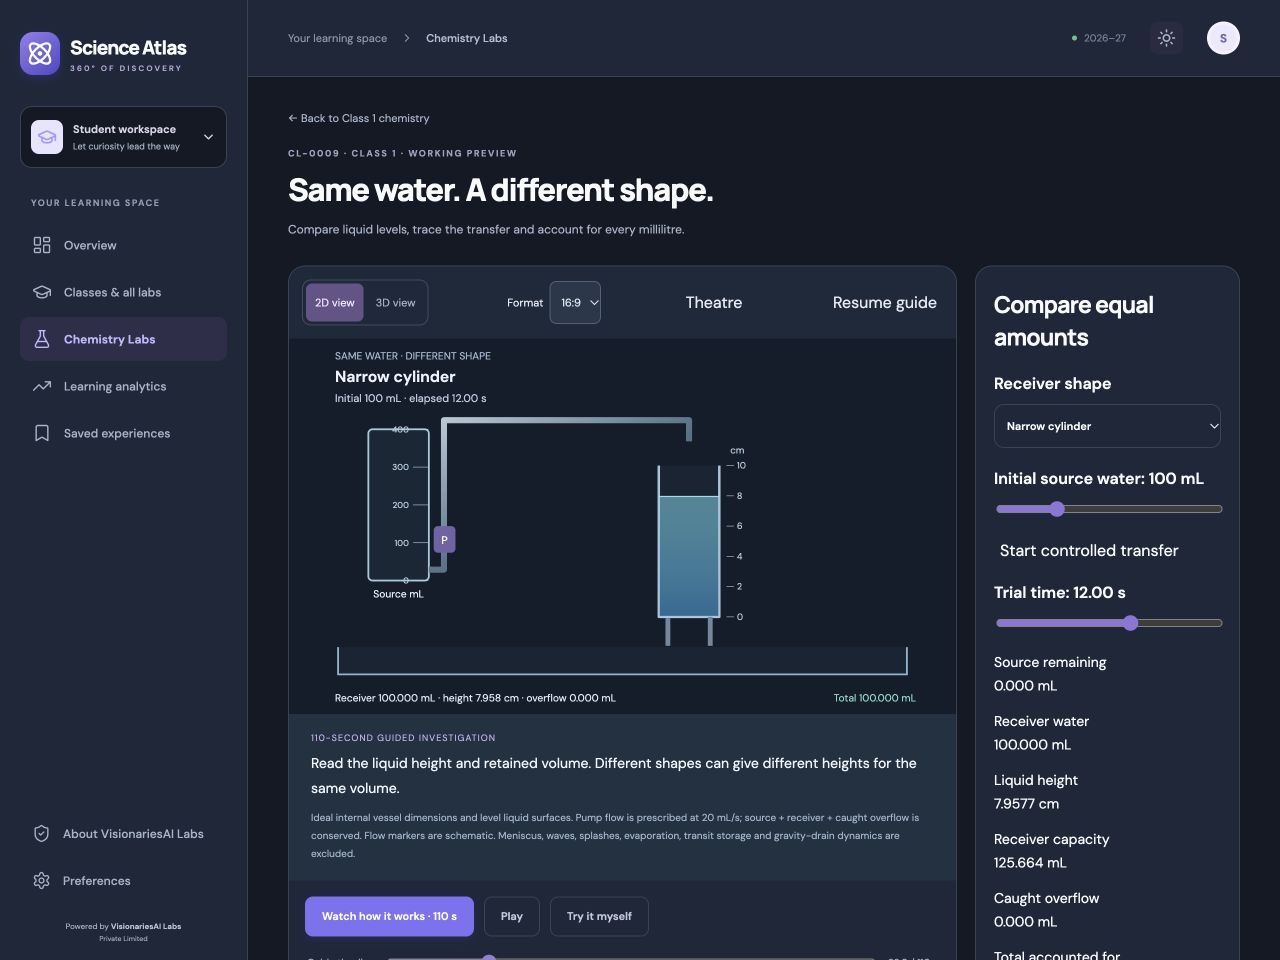 Science Atlas
360° OF DISCOVERY
Student workspace
Let curiosity lead the way
YOUR LEARNING SPACE
Overview
Classes & all labs
Chemistry Labs
Learning analytics
Saved experiences
About VisionariesAI Labs
Preferences
Powered by VisionariesAI Labs
Private Limited
Your learning space > Chemistry Labs
2026–27
S
← Back to Class 1 chemistry
CL-0009 · CLASS 1 · WORKING PREVIEW
Same water. A different shape.
Compare liquid levels, trace the transfer and account for every millilitre.
2D view 3D view Format 16:9 Theatre Resume guide
SAME WATER · DIFFERENT SHAPE
Narrow cylinder
Initial 100 mL · elapsed 12.00 s
400
300
200
100
0
Source mL
P
cm
10
8
6
4
2
0
Receiver 100.000 mL · height 7.958 cm · overflow 0.000 mL Total 100.000 mL
110-SECOND GUIDED INVESTIGATION
Read the liquid height and retained volume. Different shapes can give different heights for the
same volume.
Ideal internal vessel dimensions and level liquid surfaces. Pump flow is prescribed at 20 mL/s; source + receiver + caught overflow is
conserved. Flow markers are schematic. Meniscus, waves, splashes, evaporation, transit storage and gravity-drain dynamics are
excluded.
Watch how it works · 110 s Play Try it myself
Compare equal
amounts
Receiver shape
Narrow cylinder
Initial source water: 100 mL
Start controlled transfer
Trial time: 12.00 s
Source remaining
0.000 mL
Receiver water
100.000 mL
Liquid height
7.9577 cm
Receiver capacity
125.664 mL
Caught overflow
0.000 mL
Total accounted for